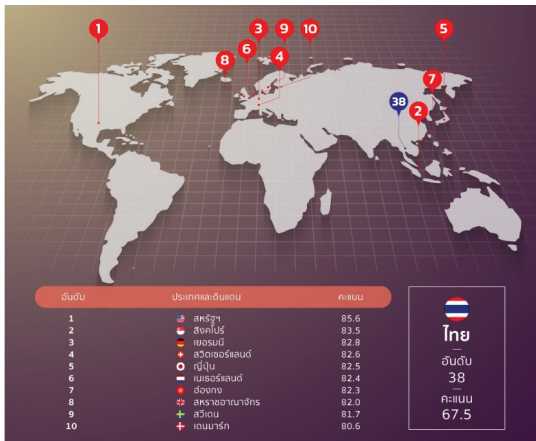 1
3
9
10
5
6
4
8
7
38
2
อันดับ ประเทศและดินแดน คะแนน
1 สหรัฐฯ 85.6
2 สิงคโปร์ 83.5
3 เยอรมนี 82.8
4 สวิตเซอร์แลนด์ 82.6
5 ญี่ปุ่น 82.5
6 เนเธอร์แลนด์ 82.4
7 ฮ่องกง 82.3
8 สหราชอาณาจักร 82.0
9 สวีเดน 81.7
10 เดนมาร์ก 80.6
ไทย
อันดับ
38
คะแนน
67.5